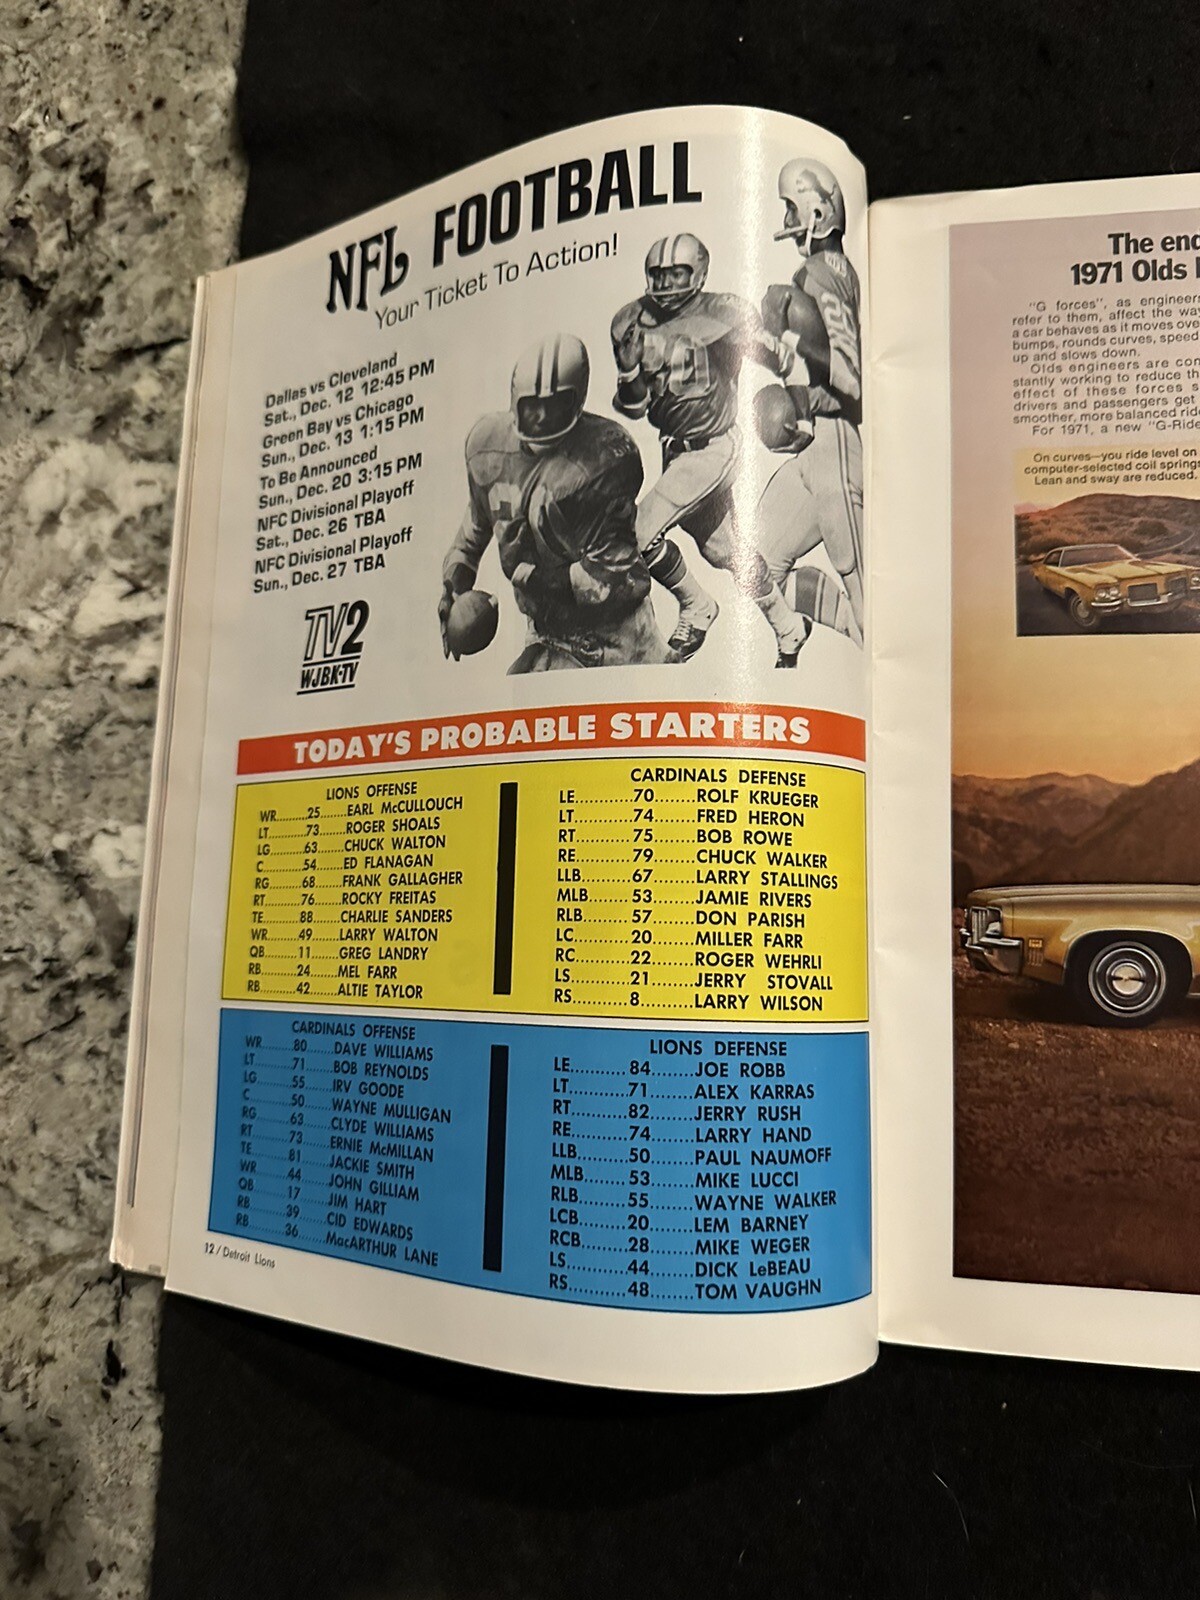 NFL FOOTBALL
Your Ticket To Action!
Dallas vs Cleveland
Sat., Dec. 12 12:45 PM
Green Bay vs Chicago
Sun., Dec. 13 1:15 PM
To Be Announced
Sun., Dec. 20 3:15 PM
NFC Divisional Playoff
Sat., Dec. 26 TBA
NFC Divisional Playoff
Sun., Dec. 27 TBA
TV2
WJBK-TV
TODAY'S PROBABLE STARTERS
LIONS OFFENSE
WR........25......EARL McCULLOUCH
LT........73......ROGER SHOALS
LG........63......CHUCK WALTON
C........54......ED FLANAGAN
RG........68......FRANK GALLAGHER
RT........76......ROCKY FREITAS
TE........88......CHARLIE SANDERS
WR........49......LARRY WALTON
QB........11......GREG LANDRY
RB........24......MEL FARR
RB........42......ALTIE TAYLOR
CARDINALS DEFENSE
LE............70........ROLF KRUEGER
LT............74........FRED HERON
RT............75........BOB ROWE
RE............79........CHUCK WALKER
LLB..........67........LARRY STALLINGS
MLB.........53........JAMIE RIVERS
RLB..........57........DON PARISH
LC............20........MILLER FARR
RC............22........ROGER WEHRLI
LS............21........JERRY STOVALL
RS............8........LARRY WILSON
CARDINALS OFFENSE
WR........80......DAVE WILLIAMS
LT........71......BOB REYNOLDS
LG........55......IRV GOODE
C........50......WAYNE MULLIGAN
RG........63......CLYDE WILLIAMS
RT........73......ERNIE McMILLAN
TE........81......JACKIE SMITH
WR........44......JOHN GILLIAM
QB........17......JIM HART
RB........39......CID EDWARDS
RB........36......MacARTHUR LANE
LIONS DEFENSE
LE...........84........JOE ROBB
LT...........71........ALEX KARRAS
RT...........82........JERRY RUSH
RE...........74........LARRY HAND
LLB.........50........PAUL NAUMOFF
MLB........53........MIKE LUCCI
RLB.........55........WAYNE WALKER
LCB.........20........LEM BARNEY
RCB.........28........MIKE WEGER
LS...........44........DICK LeBEAU
RS...........48........TOM VAUGHN
12 / Detroit Lions
The end
1971 Olds
"G forces", as engineers
refer to them, affect the way
a car behaves as it moves over
bumps, rounds curves, speed
up and slows down.
Olds engineers are con
stantly working to reduce th
effect of these forces s
drivers and passengers get
smoother, more balanced ride
For 1971, a new "G-Ride
On curves—you ride level on
computer-selected coil springs
Lean and sway are reduced.